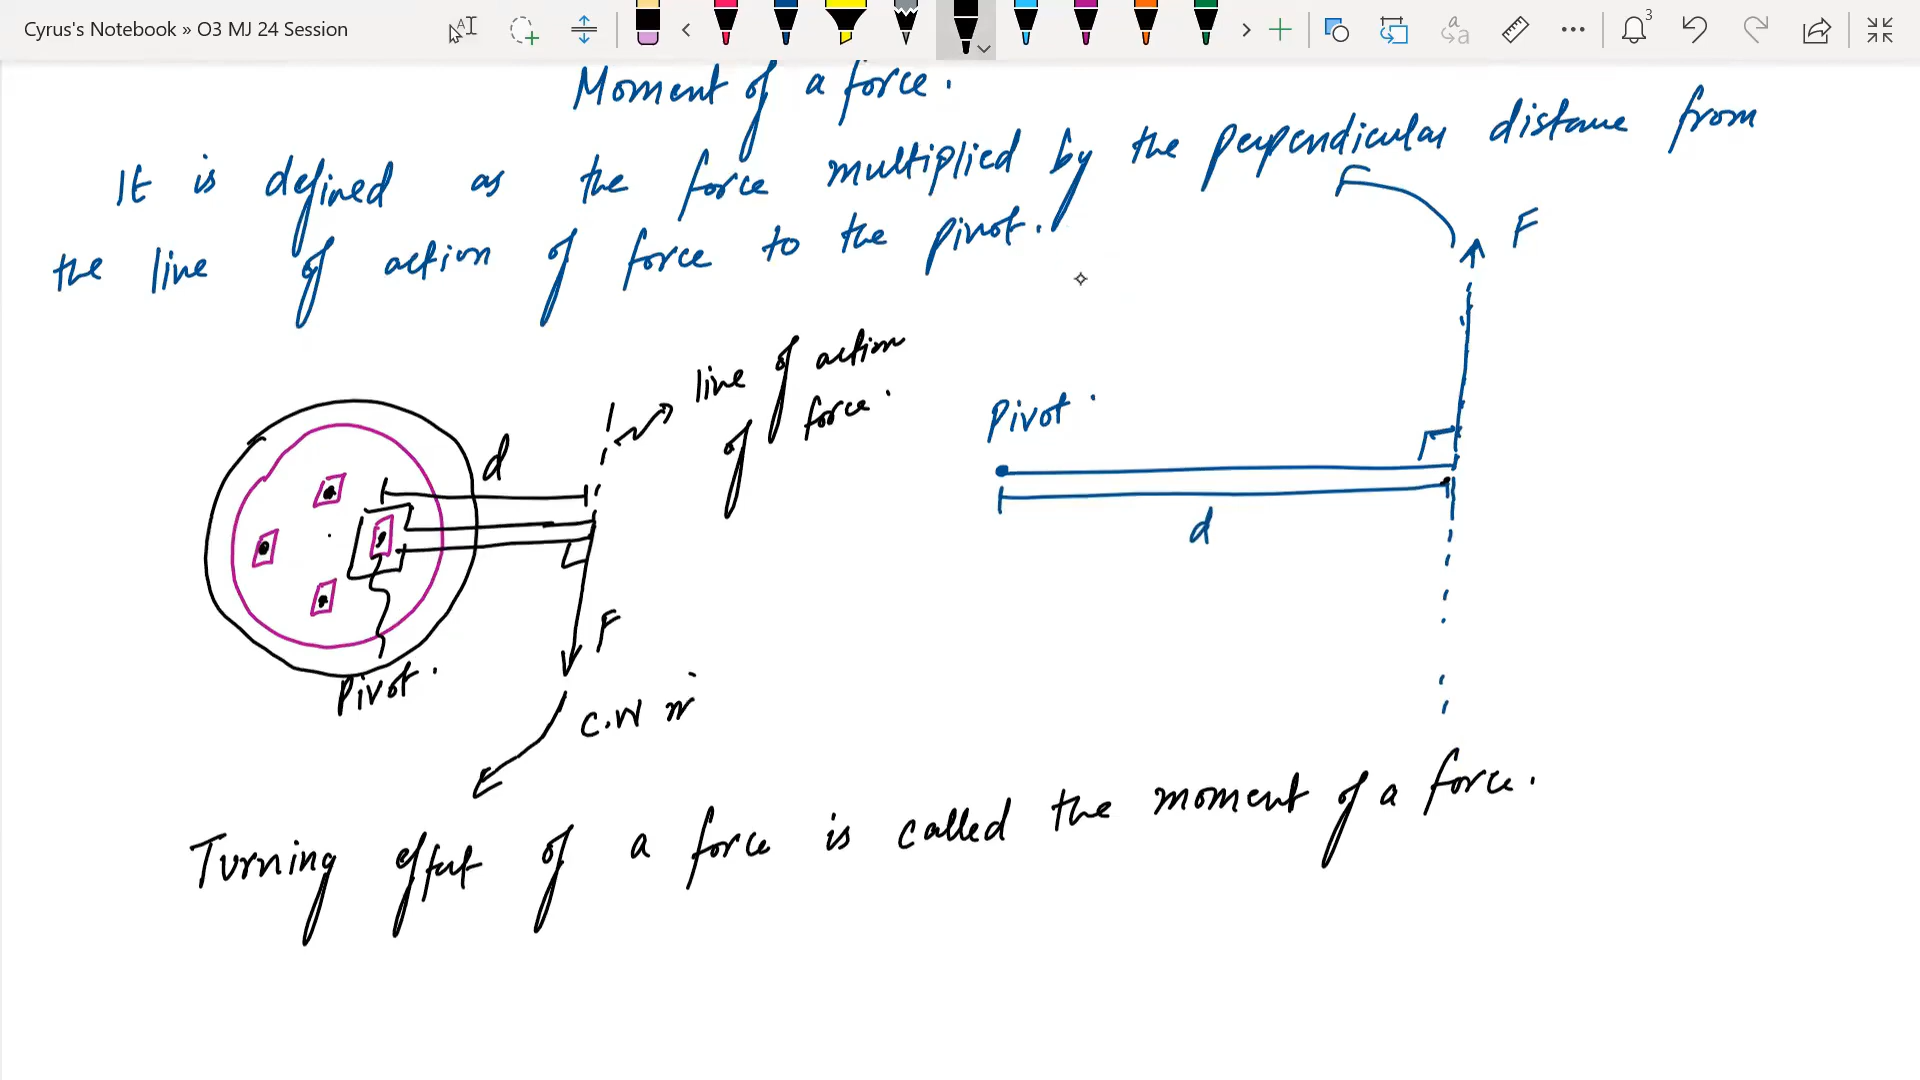 Cyrus's Notebook » O3 MJ 24 Session
3
Moment of a force.
It is defined as the force multiplied by the perpendicular distance from
the line of action of force to the pivot.
F
line of action
of force.
d
Pivot.
d
F
Pivot.
C.W m
Turning effect of a force is called the moment of a force.